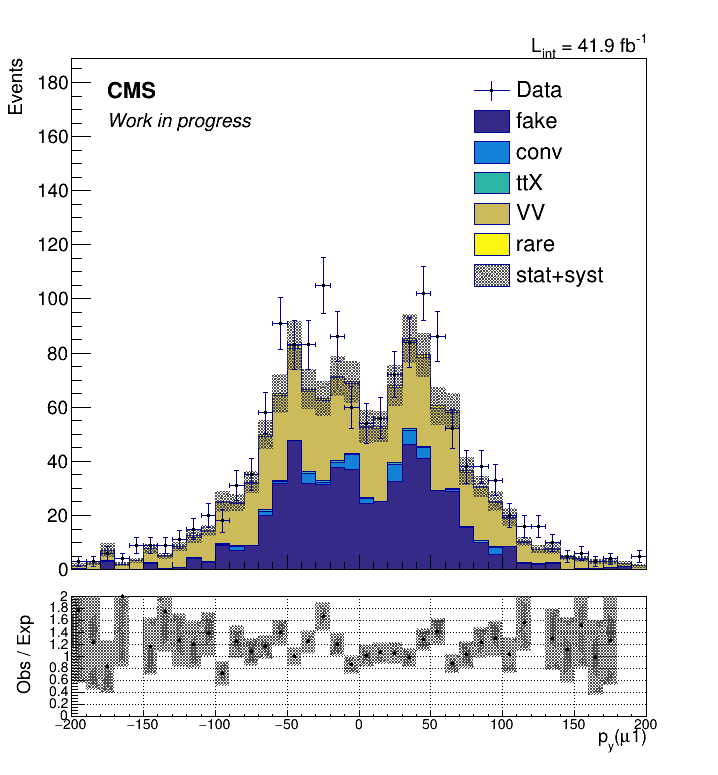 L_int = 41.9 fb^-1
Events
CMS
Work in progress
Data
fake
conv
ttX
VV
rare
stat+syst
180
160
140
120
100
80
60
40
20
0
Obs / Exp
2
1.8
1.6
1.4
1.2
1
0.8
0.6
0.4
0.2
0
−200 −150 −100 −50 0 50 100 150 200
p_y(μ1)